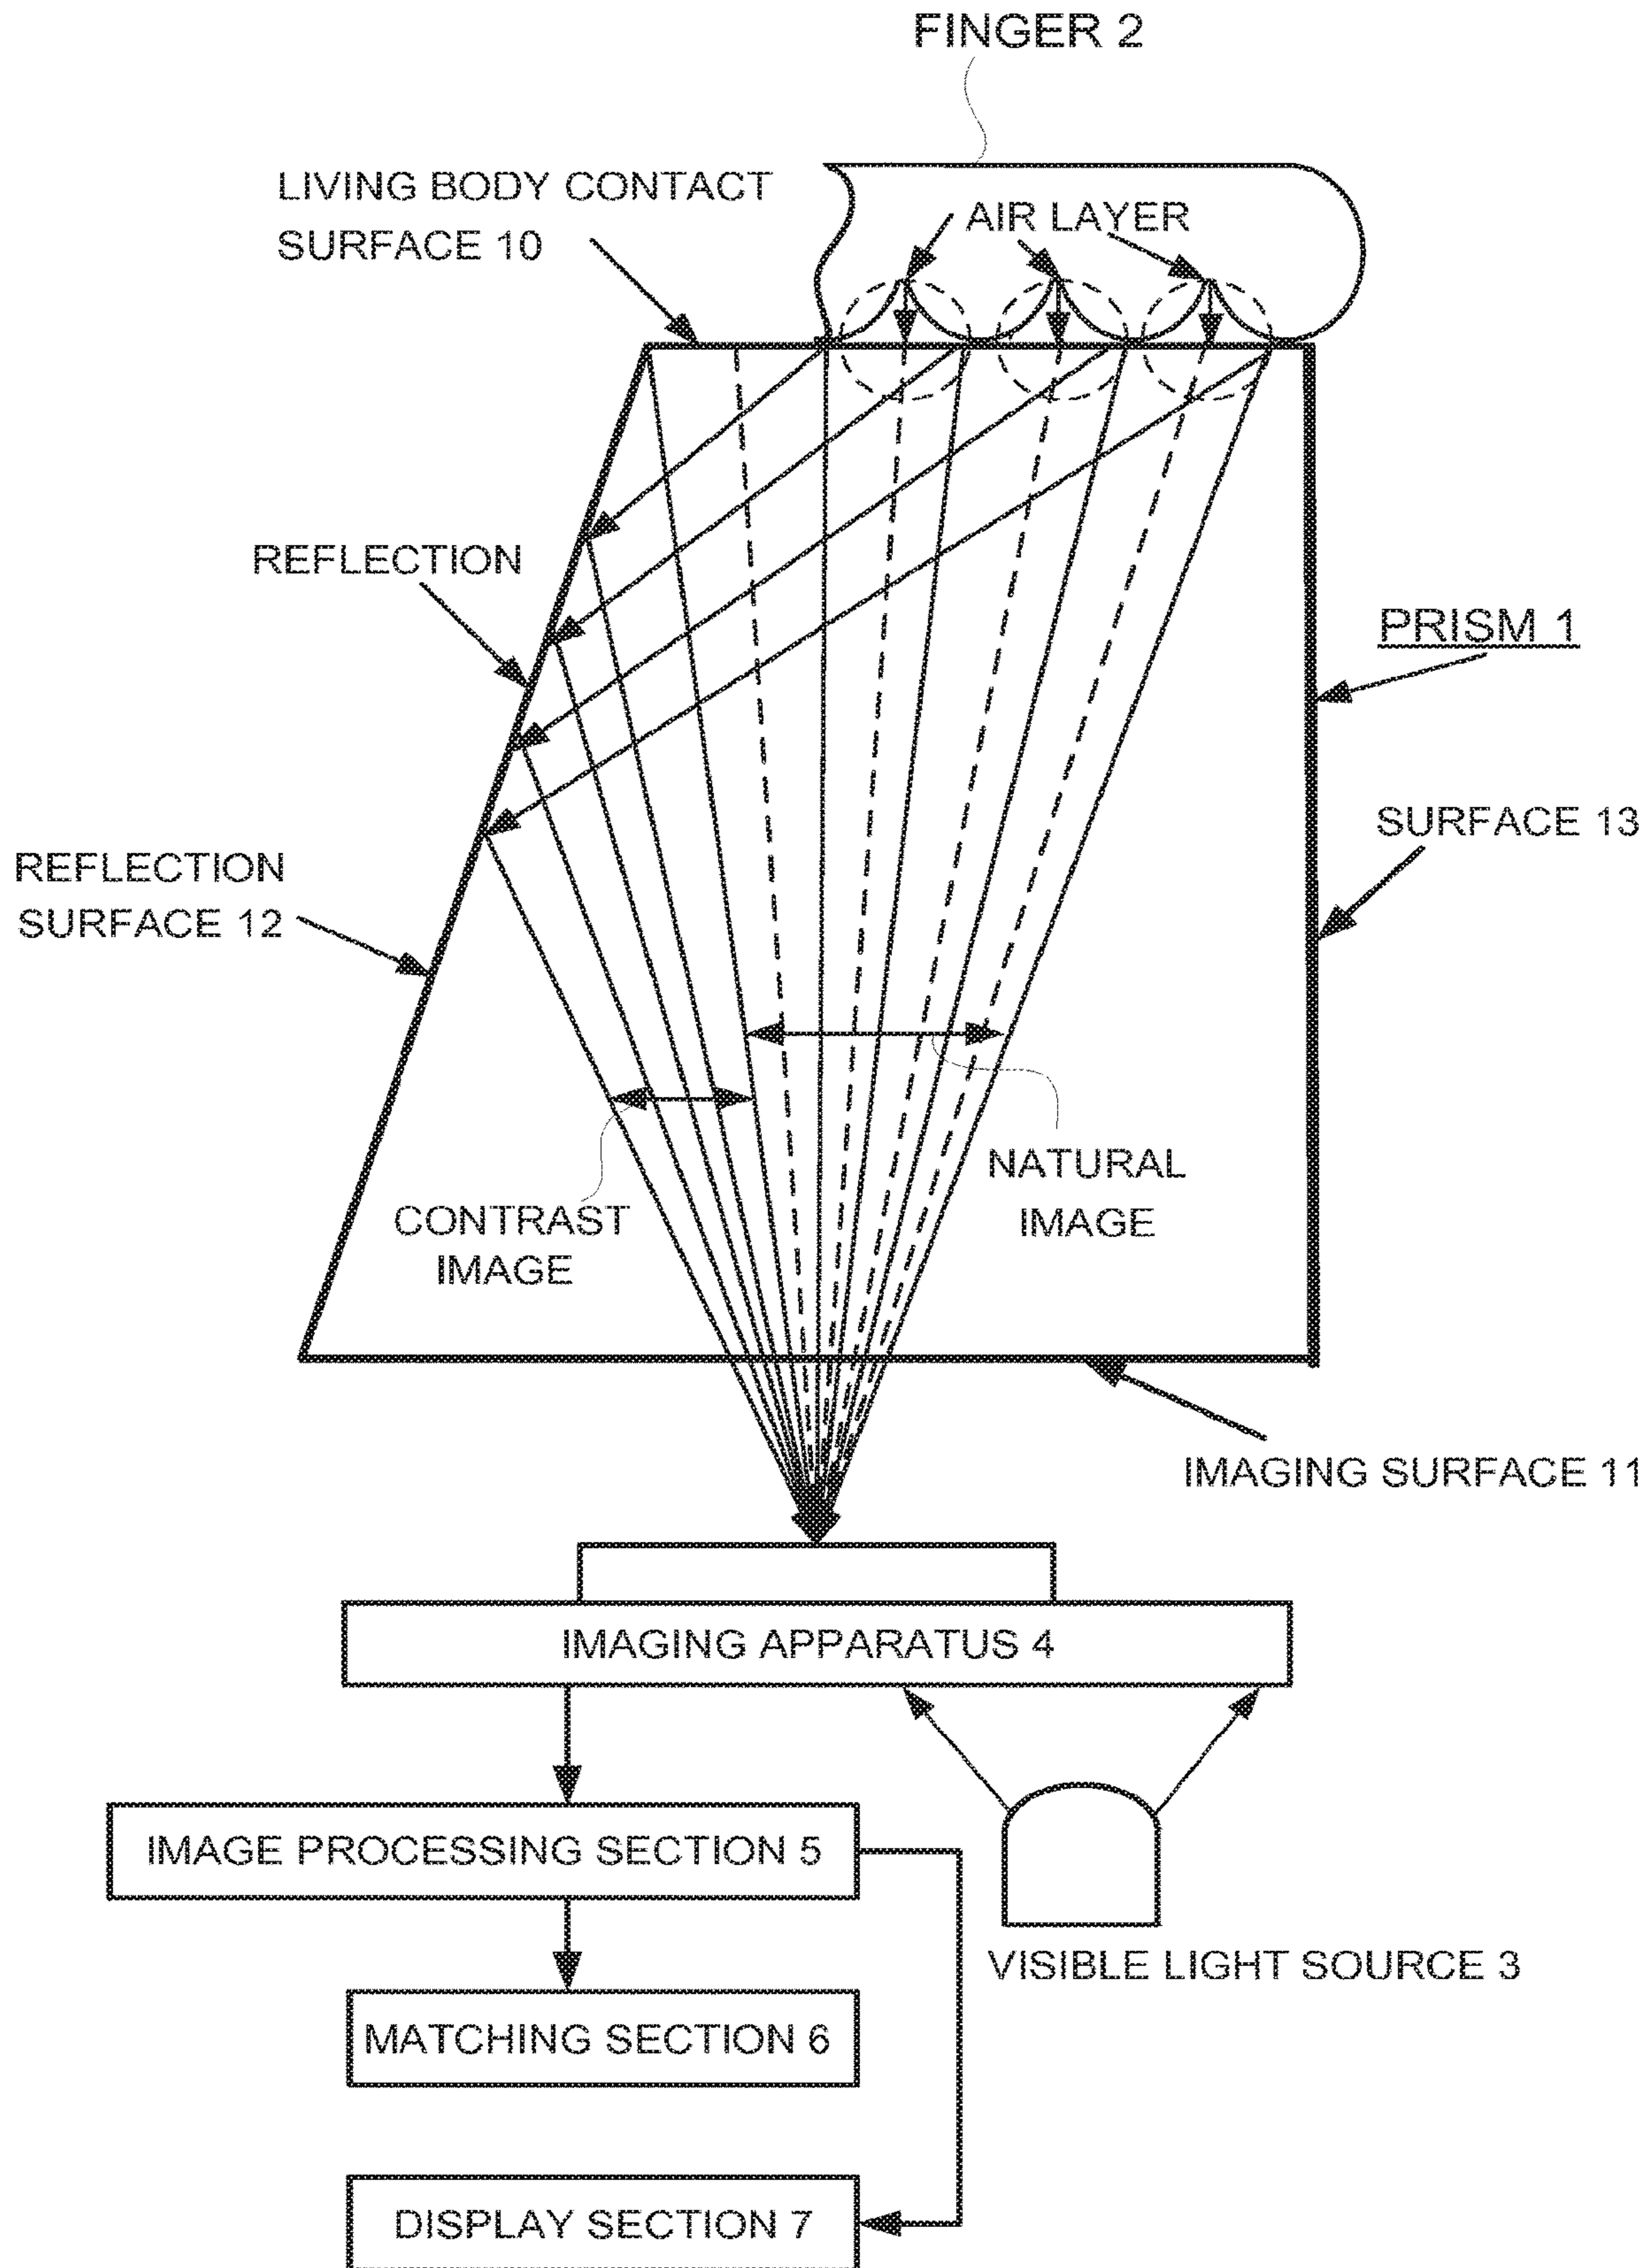 FINGER 2
LIVING BODY CONTACT
SURFACE 10
AIR LAYER
REFLECTION
PRISM 1
SURFACE 13
REFLECTION
SURFACE 12
NATURAL
IMAGE
CONTRAST
IMAGE
IMAGING SURFACE 11
IMAGING APPARATUS 4
IMAGE PROCESSING SECTION 5
VISIBLE LIGHT SOURCE 3
MATCHING SECTION 6
DISPLAY SECTION 7